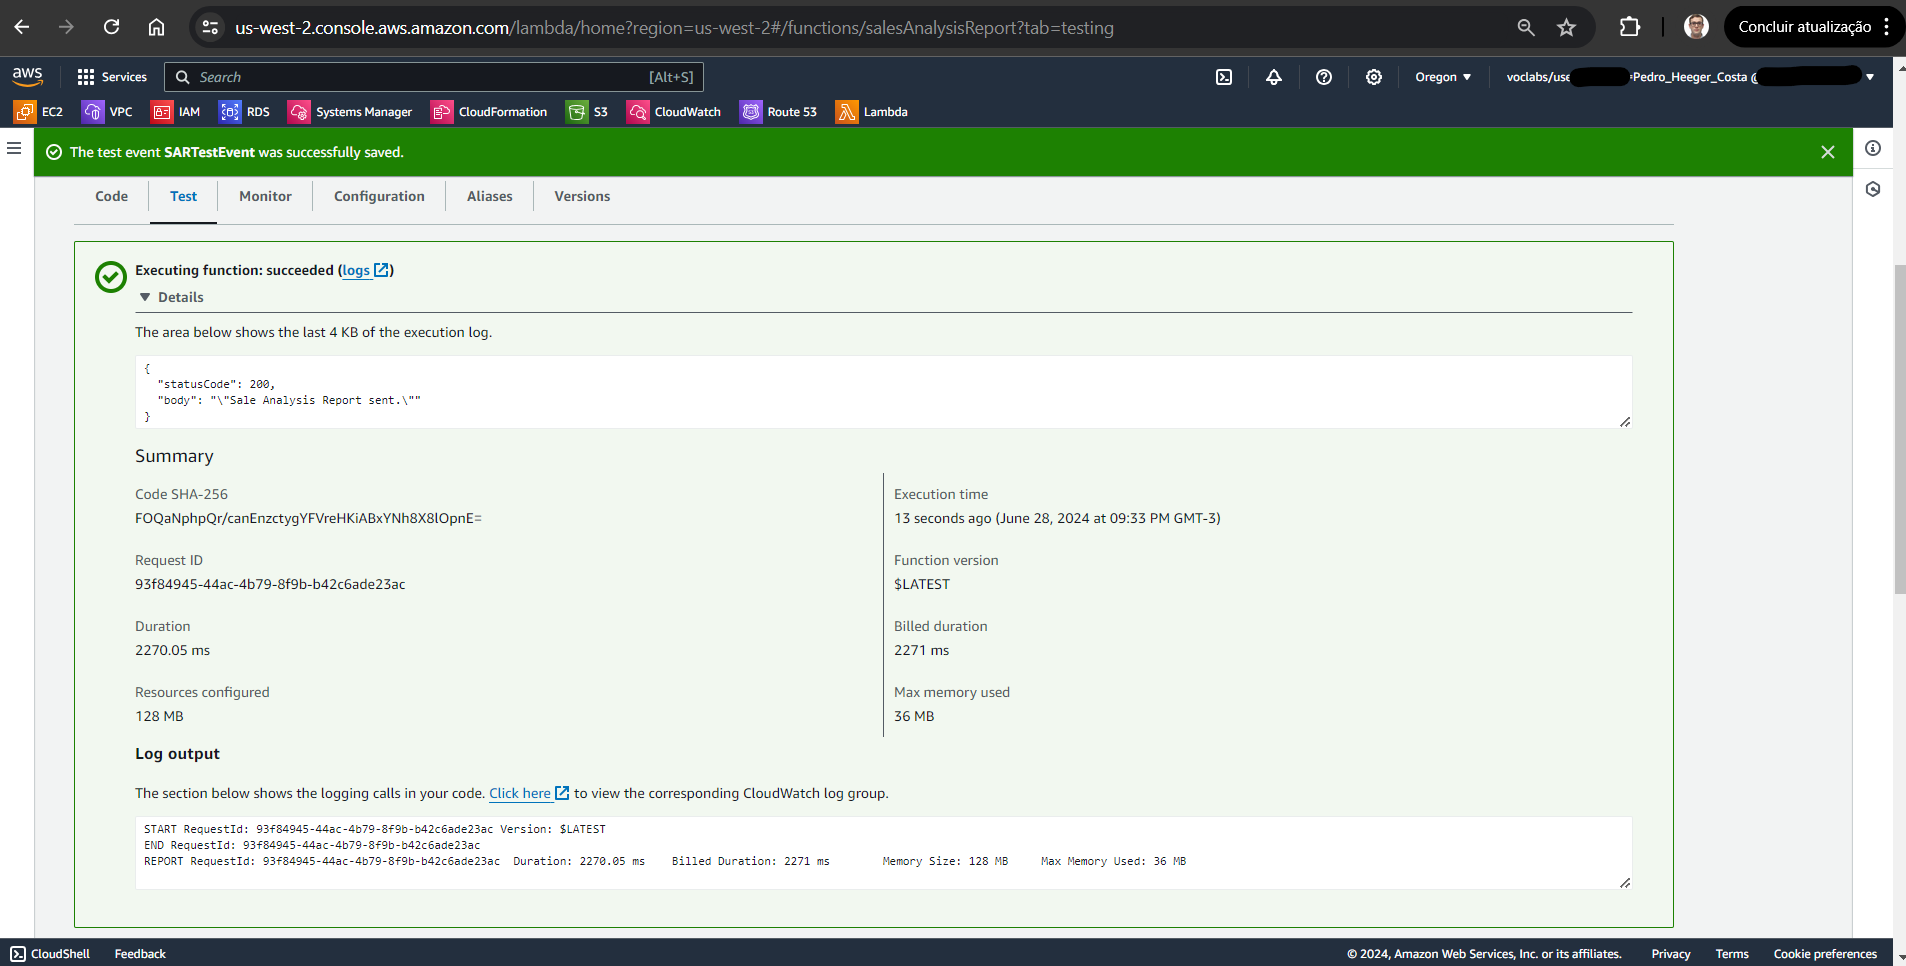 us-west-2.console.aws.amazon.com/lambda/home?region=us-west-2#/functions/salesAnalysisReport?tab=testing
Concluir atualização
aws
Services
Search
[Alt+S]
Oregon
voclabs/use
=Pedro_Heeger_Costa @
EC2
VPC
IAM
RDS
Systems Manager
CloudFormation
S3
CloudWatch
Route 53
Lambda
The test event SARTestEvent was successfully saved.
Code
Test
Monitor
Configuration
Aliases
Versions
Executing function: succeeded (logs)
Details
The area below shows the last 4 KB of the execution log.
{
"statusCode": 200,
"body": "\"Sale Analysis Report sent.\""
}
Summary
Code SHA-256
FOQaNphpQr/canEnzctygYFVreHKiABxYNh8X8lOpnE=
Execution time
13 seconds ago (June 28, 2024 at 09:33 PM GMT-3)
Request ID
93f84945-44ac-4b79-8f9b-b42c6ade23ac
Function version
$LATEST
Duration
2270.05 ms
Billed duration
2271 ms
Resources configured
128 MB
Max memory used
36 MB
Log output
The section below shows the logging calls in your code. Click here to view the corresponding CloudWatch log group.
START RequestId: 93f84945-44ac-4b79-8f9b-b42c6ade23ac Version: $LATEST
END RequestId: 93f84945-44ac-4b79-8f9b-b42c6ade23ac
REPORT RequestId: 93f84945-44ac-4b79-8f9b-b42c6ade23ac Duration: 2270.05 ms Billed Duration: 2271 ms Memory Size: 128 MB Max Memory Used: 36 MB
CloudShell
Feedback
© 2024, Amazon Web Services, Inc. or its affiliates.
Privacy
Terms
Cookie preferences